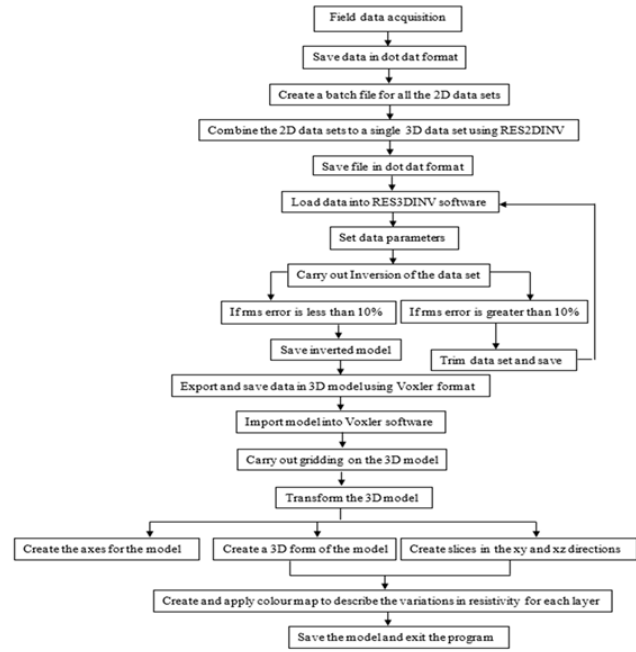 Field data acquisition
Save data in dot dat format
Create a batch file for all the 2D data sets
Combine the 2D data sets to a single 3D data set using RES2DINV
Save file in dot dat format
Load data into RES3DINV software
Set data parameters
Carry out Inversion of the data set
If rms error is less than 10%
If rms error is greater than 10%
Save inverted model
Trim data set and save
Export and save data in 3D model using Voxler format
Import model into Voxler software
Carry out gridding on the 3D model
Transform the 3D model
Create the axes for the model
Create a 3D form of the model
Create slices in the xy and xz directions
Create and apply colour map to describe the variations in resistivity for each layer
Save the model and exit the program